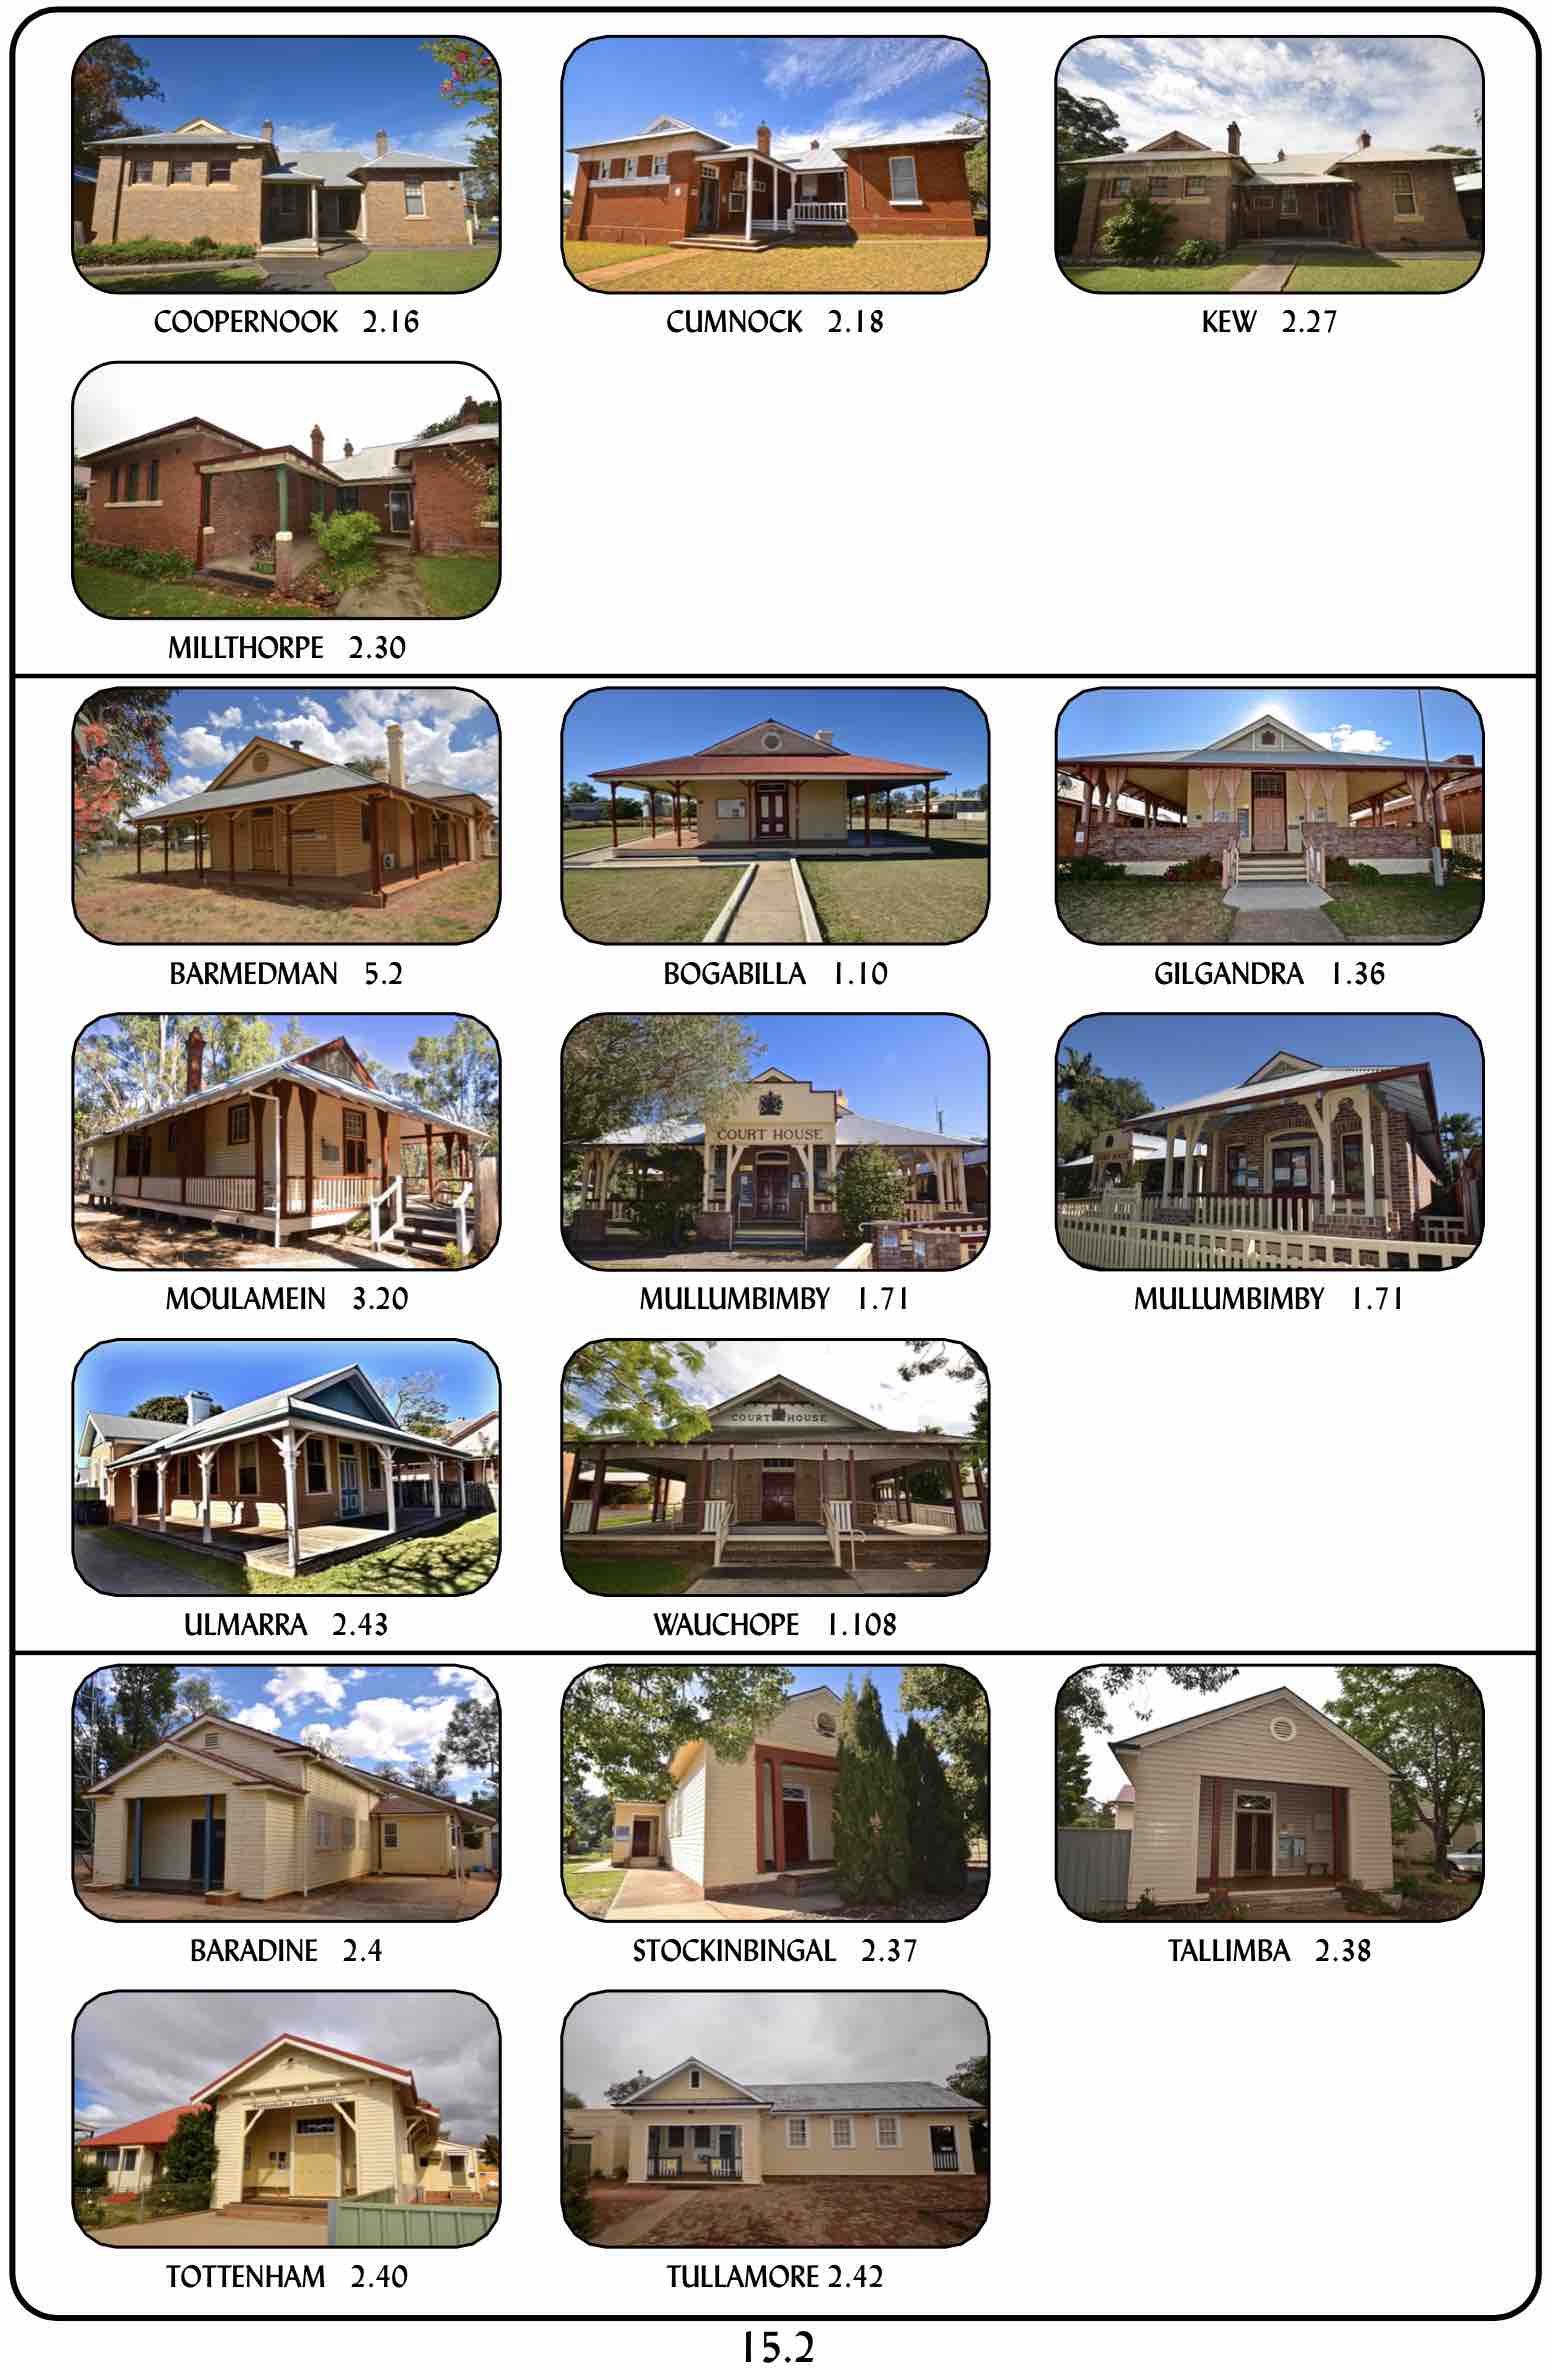 COOPERNOOK 2.16
CUMNOCK 2.18
KEW 2.27
MILLTHORPE 2.30
BARMEDMAN 5.2
BOGABILLA 1.10
GILGANDRA 1.36
COURT HOUSE
MOULAMEIN 3.20
MULLUMBIMBY 1.71
MULLUMBIMBY 1.71
COURT HOUSE
ULMARRA 2.43
WAUCHOPE 1.108
BARADINE 2.4
STOCKINBINGAL 2.37
TALLIMBA 2.38
Tottenham Police Station
TOTTENHAM 2.40
TULLAMORE 2.42
15.2